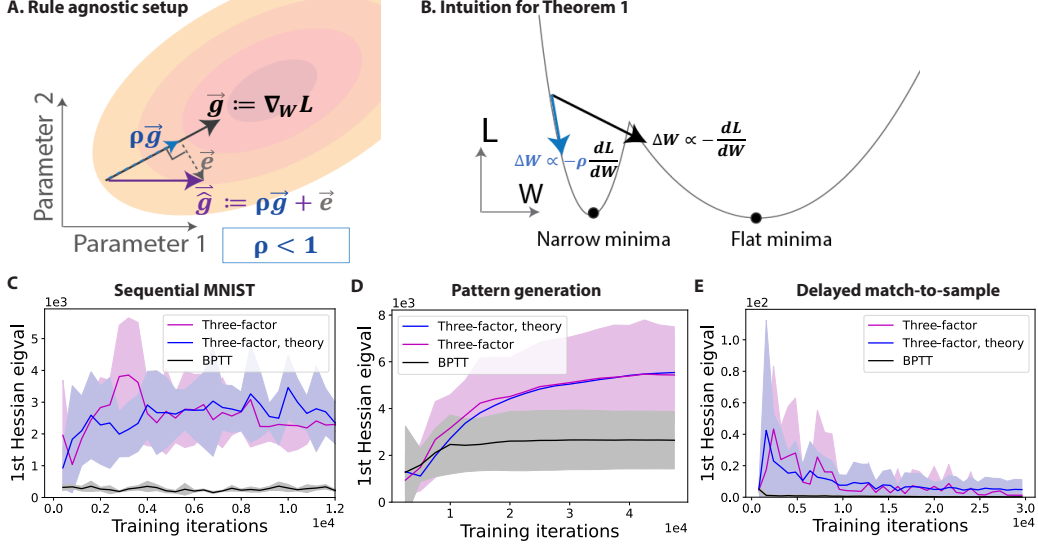 A. Rule agnostic setup
Parameter 2
Parameter 1
g⃗ := ∇_W L
ρg⃗
e⃗
ĝ⃗ := ρg⃗ + e⃗
ρ < 1
B. Intuition for Theorem 1
L
W
ΔW ∝ −ρ dL/dW
ΔW ∝ − dL/dW
Narrow minima
Flat minima
C
Sequential MNIST
1e3
1st Hessian eigval
5
4
3
2
1
0
Three-factor
Three-factor, theory
BPTT
0.0 0.2 0.4 0.6 0.8 1.0 1.2
1e4
Training iterations
D
Pattern generation
1e3
1st Hessian eigval
8
6
4
2
0
Three-factor, theory
Three-factor
BPTT
1 2 3 4
1e4
Training iterations
E
Delayed match-to-sample
1e2
1st Hessian eigval
1.0
0.8
0.6
0.4
0.2
0.0
Three-factor
Three-factor, theory
BPTT
0.0 0.5 1.0 1.5 2.0 2.5 3.0
1e4
Training iterations